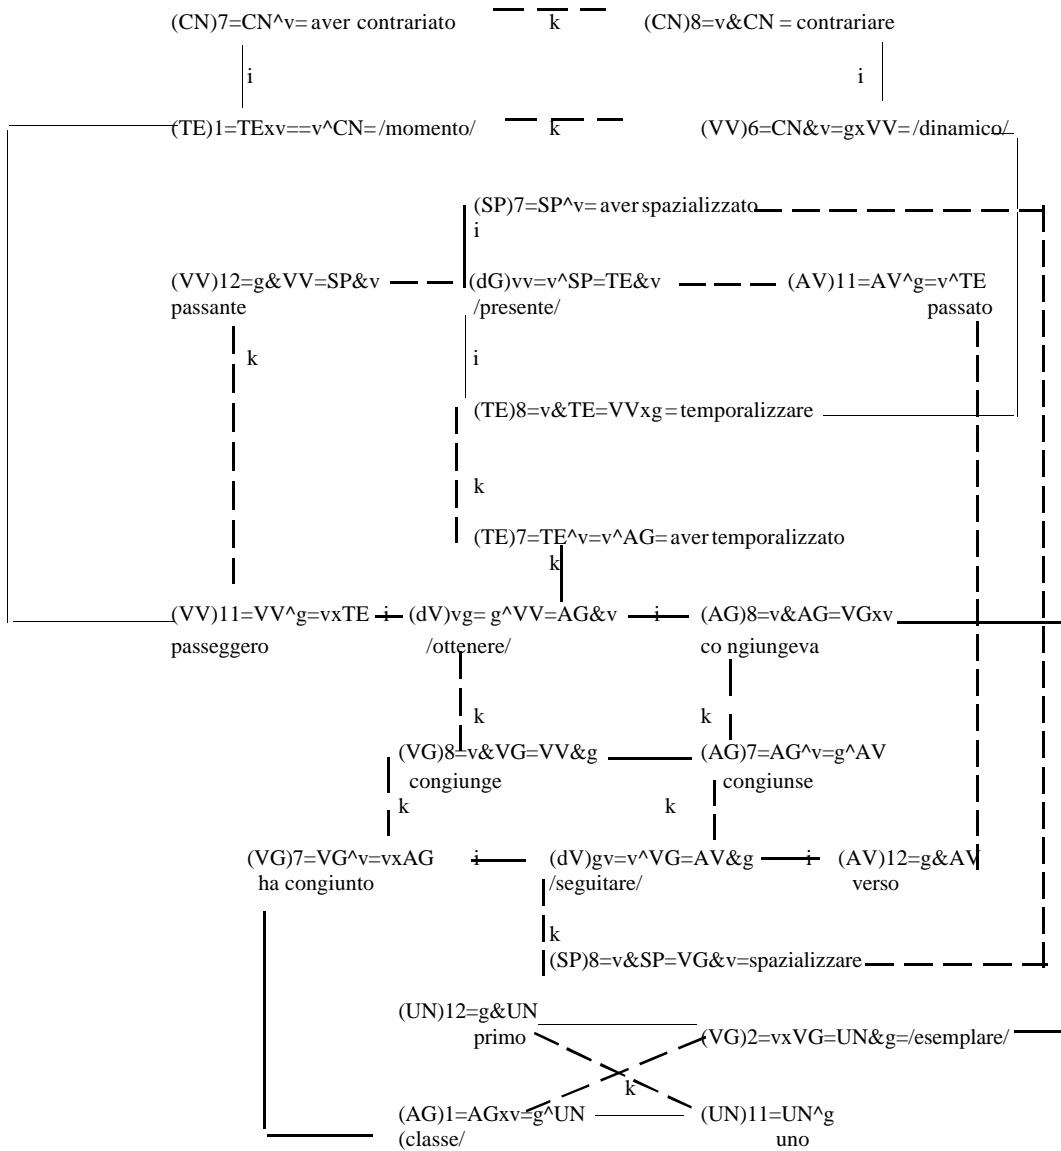 (CN)7=CN^v= aver contrariato k (CN)8=v&CN = contrariare
i i
(TE)1=TExv==v^CN= /momento/ k (VV)6=CN&v=gxVV= /dinamico/
(SP)7=SP^v= aver spazializzato
i
(VV)12=g&VV=SP&v (dG)vv=v^SP=TE&v (AV)11=AV^g=v^TE
passante /presente/ passato
k i
(TE)8=v&TE=VVxg = temporalizzare
k
(TE)7=TE^v=v^AG= aver temporalizzato
k
(VV)11=VV^g=vxTE i (dV)vg= g^VV=AG&v i (AG)8=v&AG=VGxv
passeggero /ottenere/ co ngiungeva
k k
(VG)8=v&VG=VV&g (AG)7=AG^v=g^AV
congiunge congiunse
k k
(VG)7=VG^v=vxAG i (dV)gv=v^VG=AV&g i (AV)12=g&AV
ha congiunto /seguitare/ verso
k
(SP)8=v&SP=VG&v=spazializzare
(UN)12=g&UN
primo (VG)2=vxVG=UN&g=/esemplare/
k
(AG)1=AGxv=g^UN (UN)11=UN^g
(classe/ uno